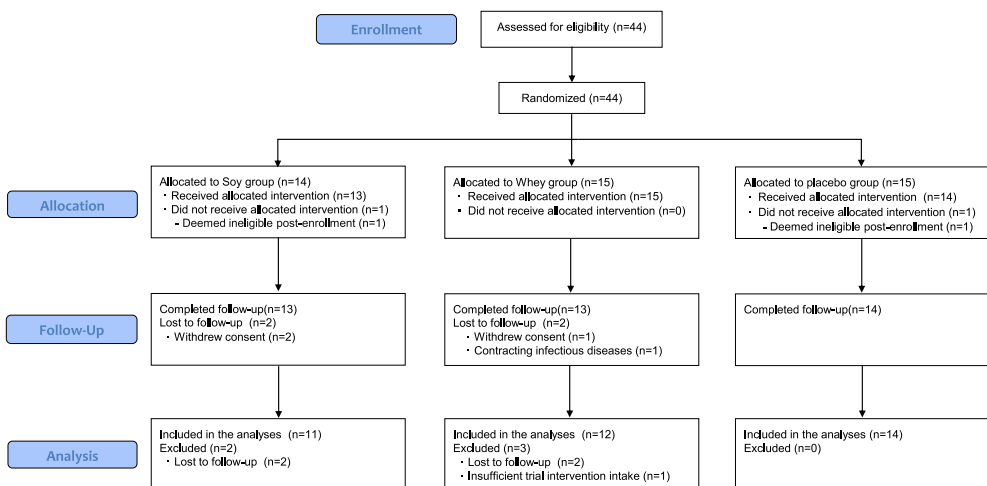 Enrollment
Assessed for eligibility (n=44)
Randomized (n=44)
Allocation
Allocated to Soy group (n=14)
・Received allocated intervention (n=13)
・Did not receive allocated intervention (n=1)
- Deemed ineligible post-enrollment (n=1)
Allocated to Whey group (n=15)
・Received allocated intervention (n=15)
・Did not receive allocated intervention (n=0)
Allocated to placebo group (n=15)
・Received allocated intervention (n=14)
・Did not receive allocated intervention (n=1)
- Deemed ineligible post-enrollment (n=1)
Follow-Up
Completed follow-up(n=13)
Lost to follow-up (n=2)
・Withdrew consent (n=2)
Completed follow-up(n=13)
Lost to follow-up (n=2)
・Withdrew consent (n=1)
・Contracting infectious diseases (n=1)
Completed follow-up(n=14)
Analysis
Included in the analyses (n=11)
Excluded (n=2)
・Lost to follow-up (n=2)
Included in the analyses (n=12)
Excluded (n=3)
・Lost to follow-up (n=2)
・Insufficient trial intervention intake (n=1)
Included in the analyses (n=14)
Excluded (n=0)